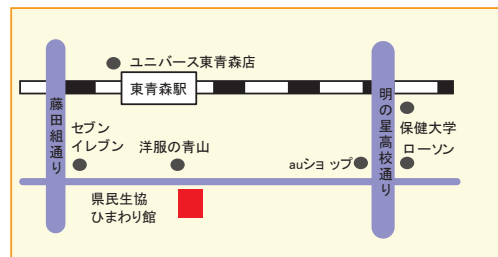 ユニバース東青森店
東青森駅
藤田組通り
セブン
イレブン
洋服の青山
auショップ
明の星高校通り
保健大学
ローソン
県民生協
ひまわり館